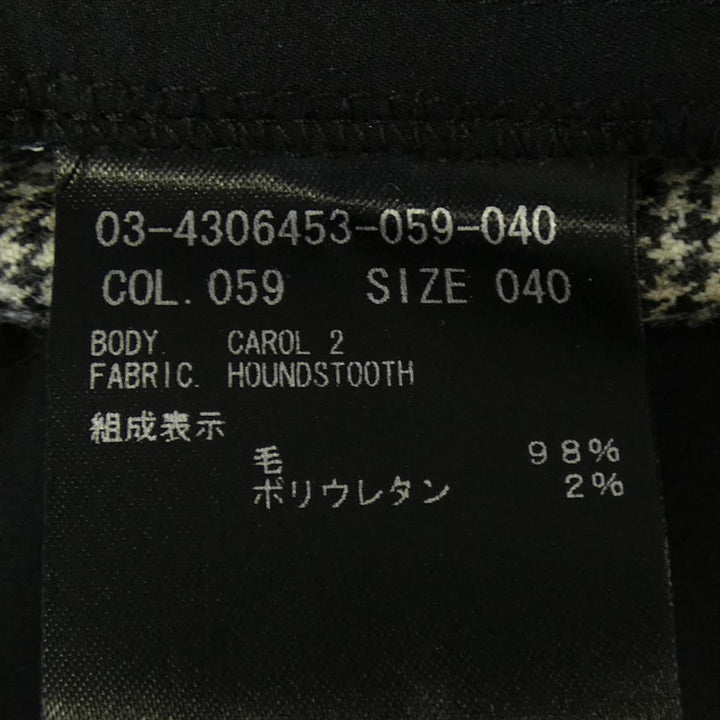 03-4306453-059-040
COL. 059 SIZE 040
BODY. CAROL 2
FABRIC. HOUNDSTOOTH
組成表示
毛 98%
ポリウレタン 2%